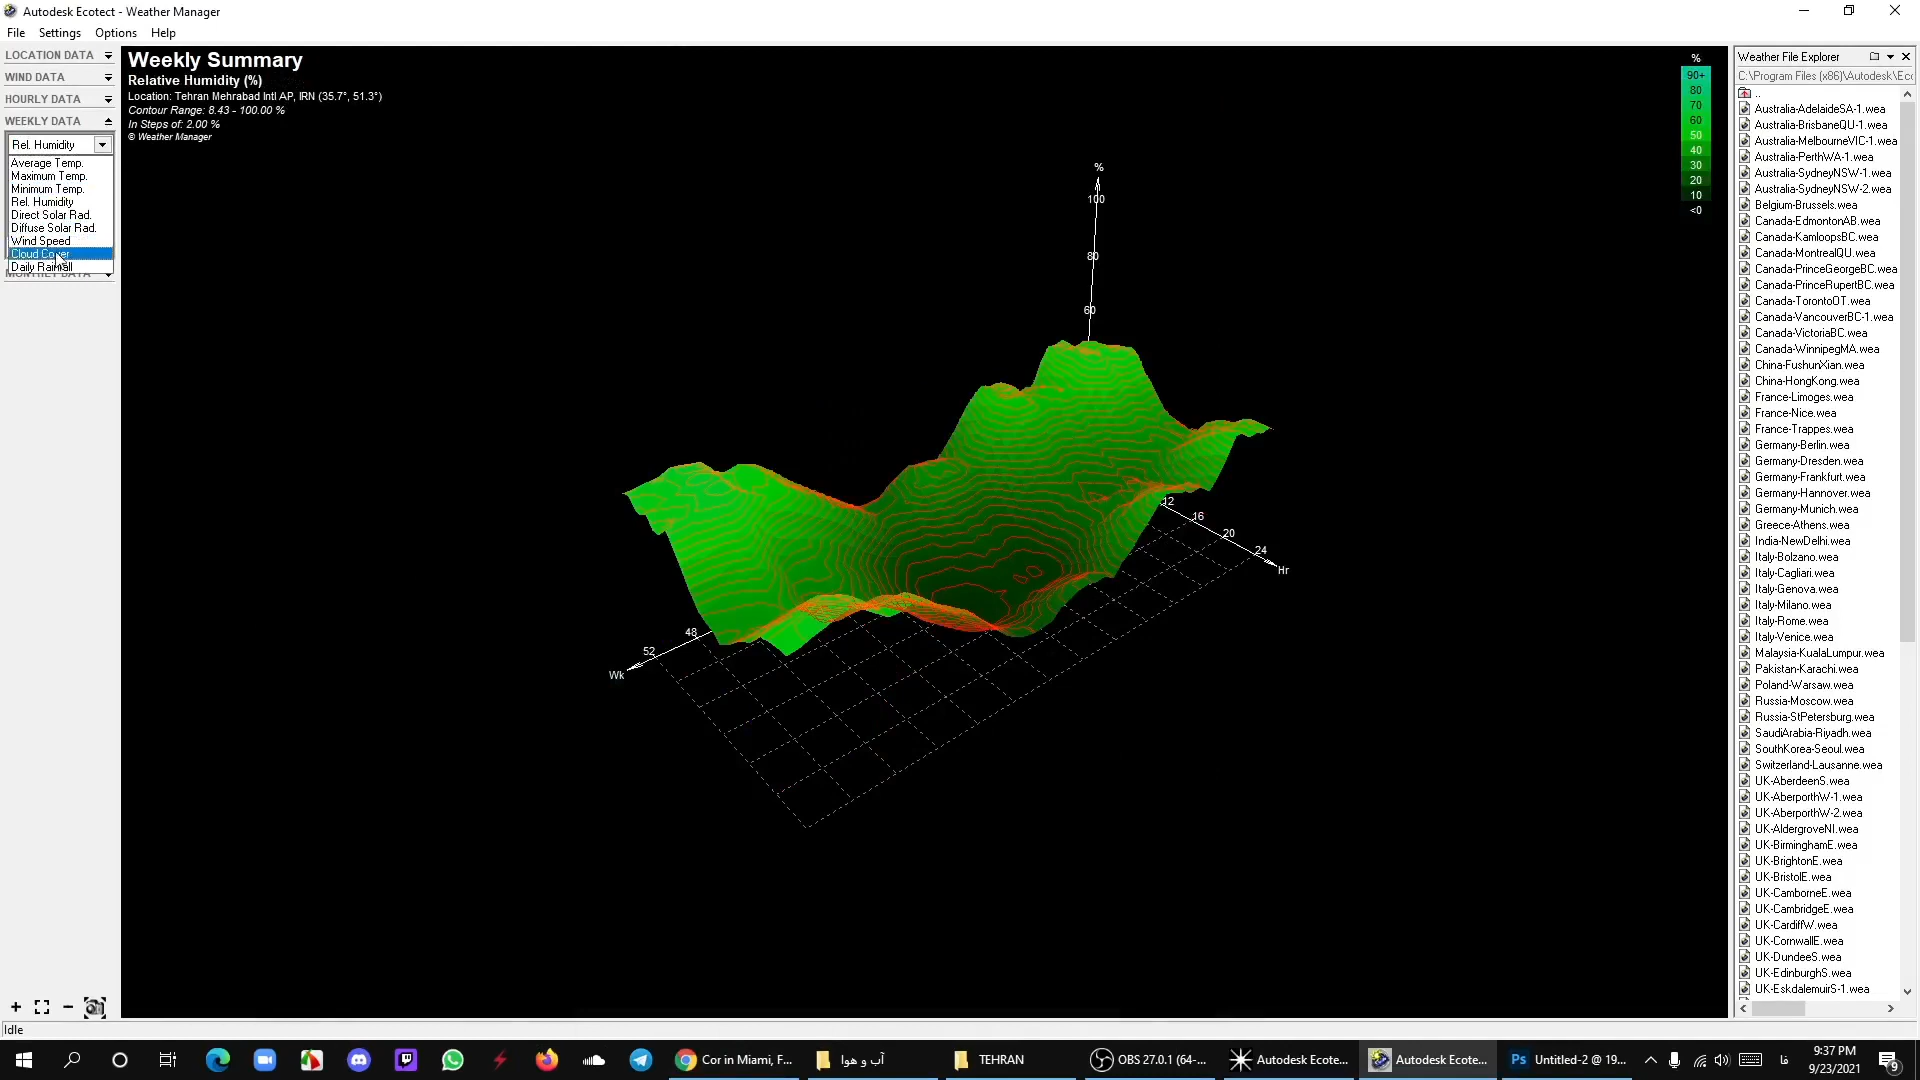 Autodesk Ecotect - Weather Manager
File Settings Options Help
LOCATION DATA
WIND DATA
HOURLY DATA
WEEKLY DATA
Rel. Humidity
Average Temp.
Maximum Temp.
Minimum Temp.
Rel. Humidity
Direct Solar Rad.
Diffuse Solar Rad.
Wind Speed
Cloud Cover
Daily Rainfall
MONTHLY DATA
Weekly Summary
Relative Humidity (%)
Location: Tehran Mehrabad Intl AP, IRN (35.7°, 51.3°)
Contour Range: 8.43 - 100.00 %
In Steps of: 2.00 %
© Weather Manager
%
100
80
60
12
16
20
24
Hr
48
52
Wk
%
90+
80
70
60
50
40
30
20
10
<0
Weather File Explorer
C:\Program Files (x86)\Autodesk\Ec
..
Australia-AdelaideSA-1.wea
Australia-BrisbaneQU-1.wea
Australia-MelbourneVIC-1.wea
Australia-PerthWA-1.wea
Australia-SydneyNSW-1.wea
Australia-SydneyNSW-2.wea
Belgium-Brussels.wea
Canada-EdmontonAB.wea
Canada-KamloopsBC.wea
Canada-MontrealQU.wea
Canada-PrinceGeorgeBC.wea
Canada-PrinceRupertBC.wea
Canada-TorontoOT.wea
Canada-VancouverBC-1.wea
Canada-VictoriaBC.wea
Canada-WinnipegMA.wea
China-FushunXian.wea
China-HongKong.wea
France-Limoges.wea
France-Nice.wea
France-Trappes.wea
Germany-Berlin.wea
Germany-Dresden.wea
Germany-Frankfurt.wea
Germany-Hannover.wea
Germany-Munich.wea
Greece-Athens.wea
India-NewDelhi.wea
Italy-Bolzano.wea
Italy-Cagliari.wea
Italy-Genova.wea
Italy-Milano.wea
Italy-Rome.wea
Italy-Venice.wea
Malaysia-KualaLumpur.wea
Pakistan-Karachi.wea
Poland-Warsaw.wea
Russia-Moscow.wea
Russia-StPetersburg.wea
SaudiArabia-Riyadh.wea
SouthKorea-Seoul.wea
Switzerland-Lausanne.wea
UK-AberdeenS.wea
UK-AberporthW-1.wea
UK-AberporthW-2.wea
UK-AldergroveNI.wea
UK-BirminghamE.wea
UK-BrightonE.wea
UK-BristolE.wea
UK-CamborneE.wea
UK-CambridgeE.wea
UK-CardiffW.wea
UK-CornwallE.wea
UK-DundeeS.wea
UK-EdinburghS.wea
UK-EskdalemuirS-1.wea
Idle
Cor in Miami, F...
آب و هوا
TEHRAN
OBS 27.0.1 (64-...
Autodesk Ecote...
Autodesk Ecote...
Ps Untitled-2 @ 19...
فا
9:37 PM
9/23/2021
9